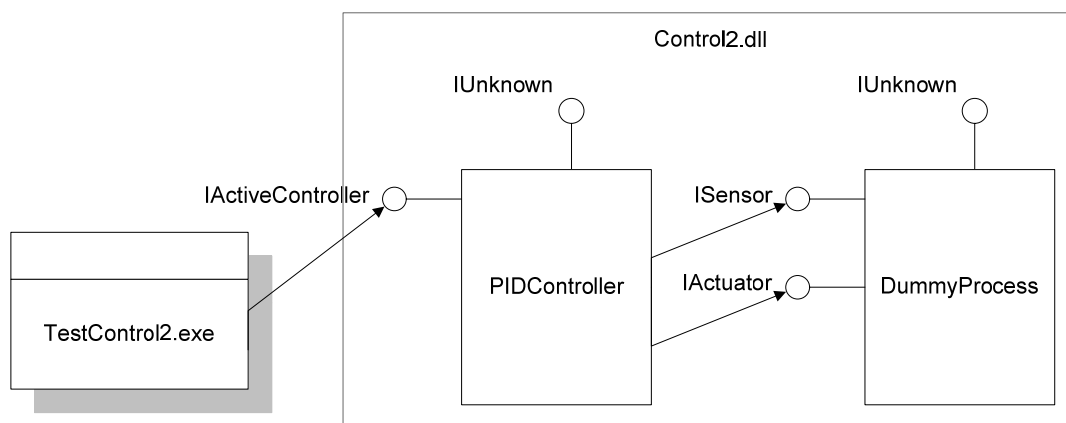 Control2.dll
IUnknown
IUnknown
IActiveController
ISensor
PIDController
IActuator
DummyProcess
TestControl2.exe